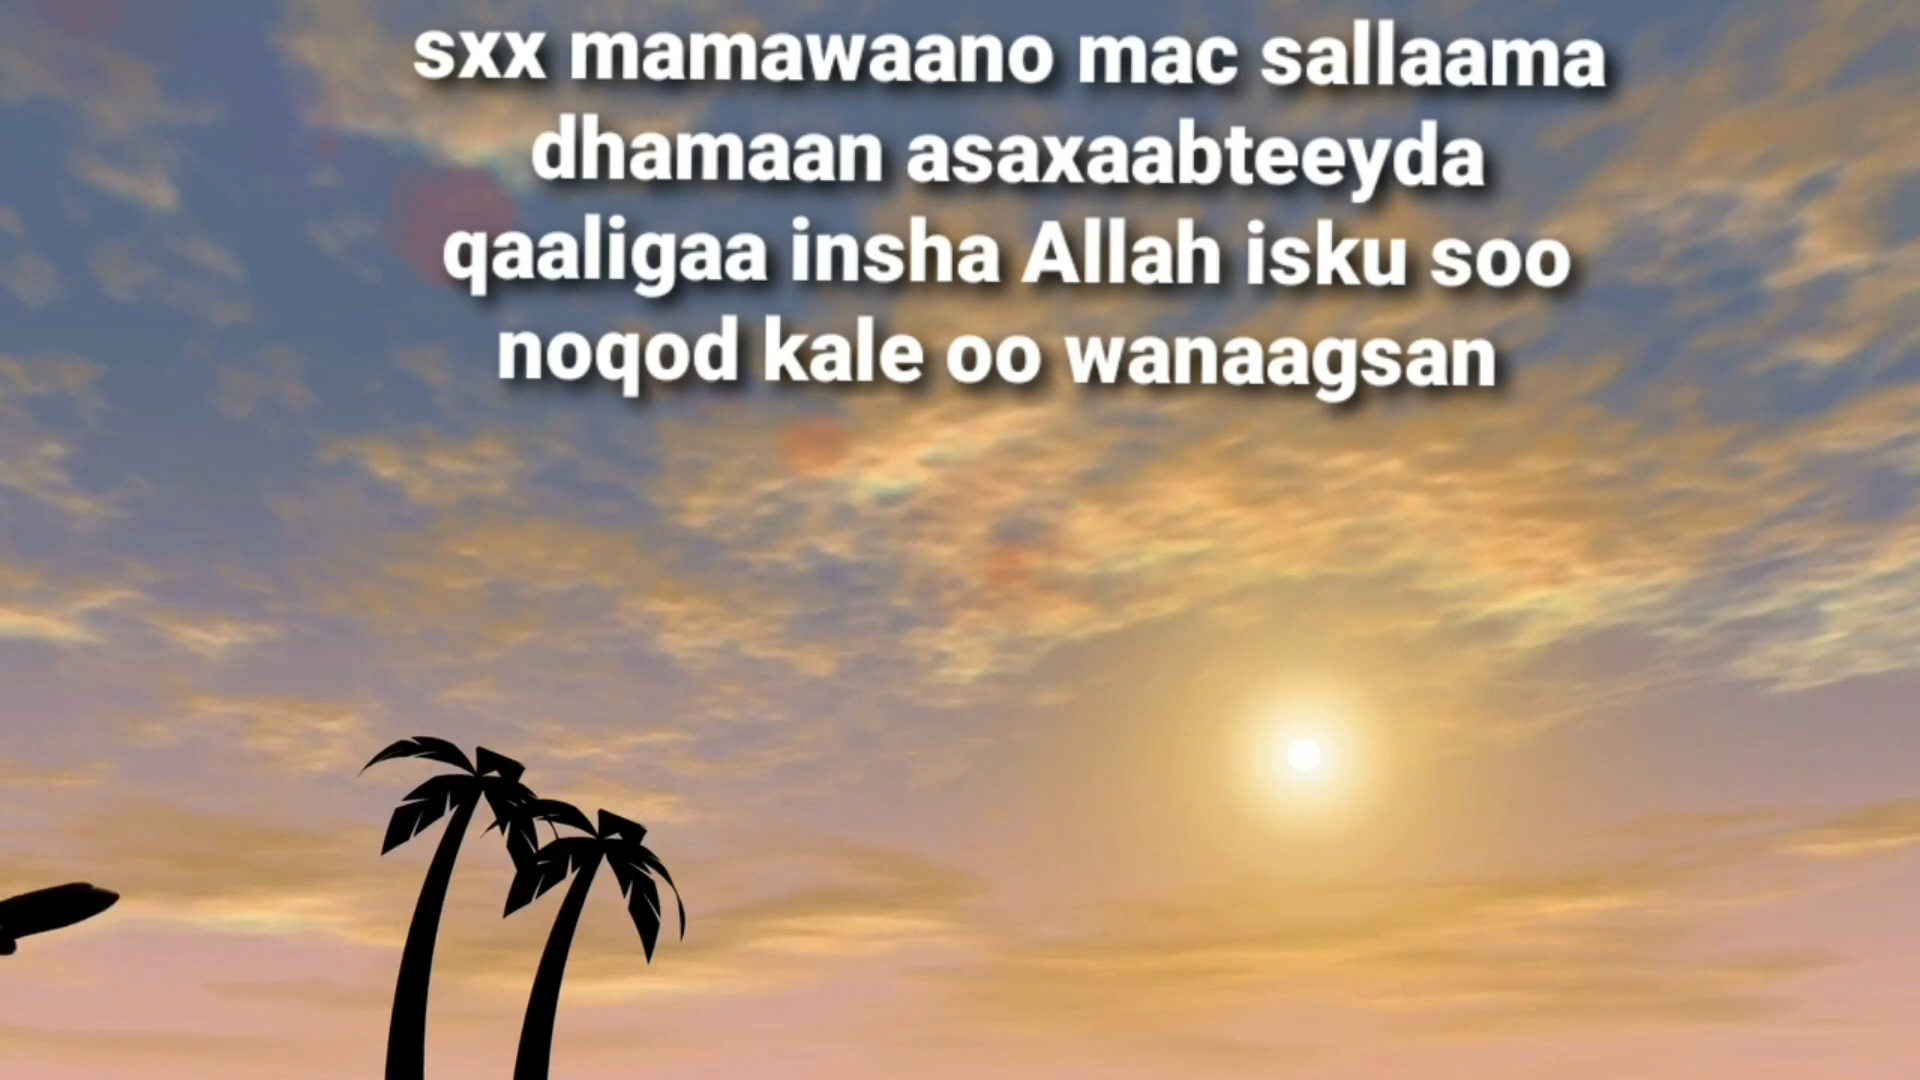 sxx mamawaano mac sallaama
dhamaan asaxaabteeyda
qaaligaa insha Allah isku soo
noqod kale oo wanaagsan